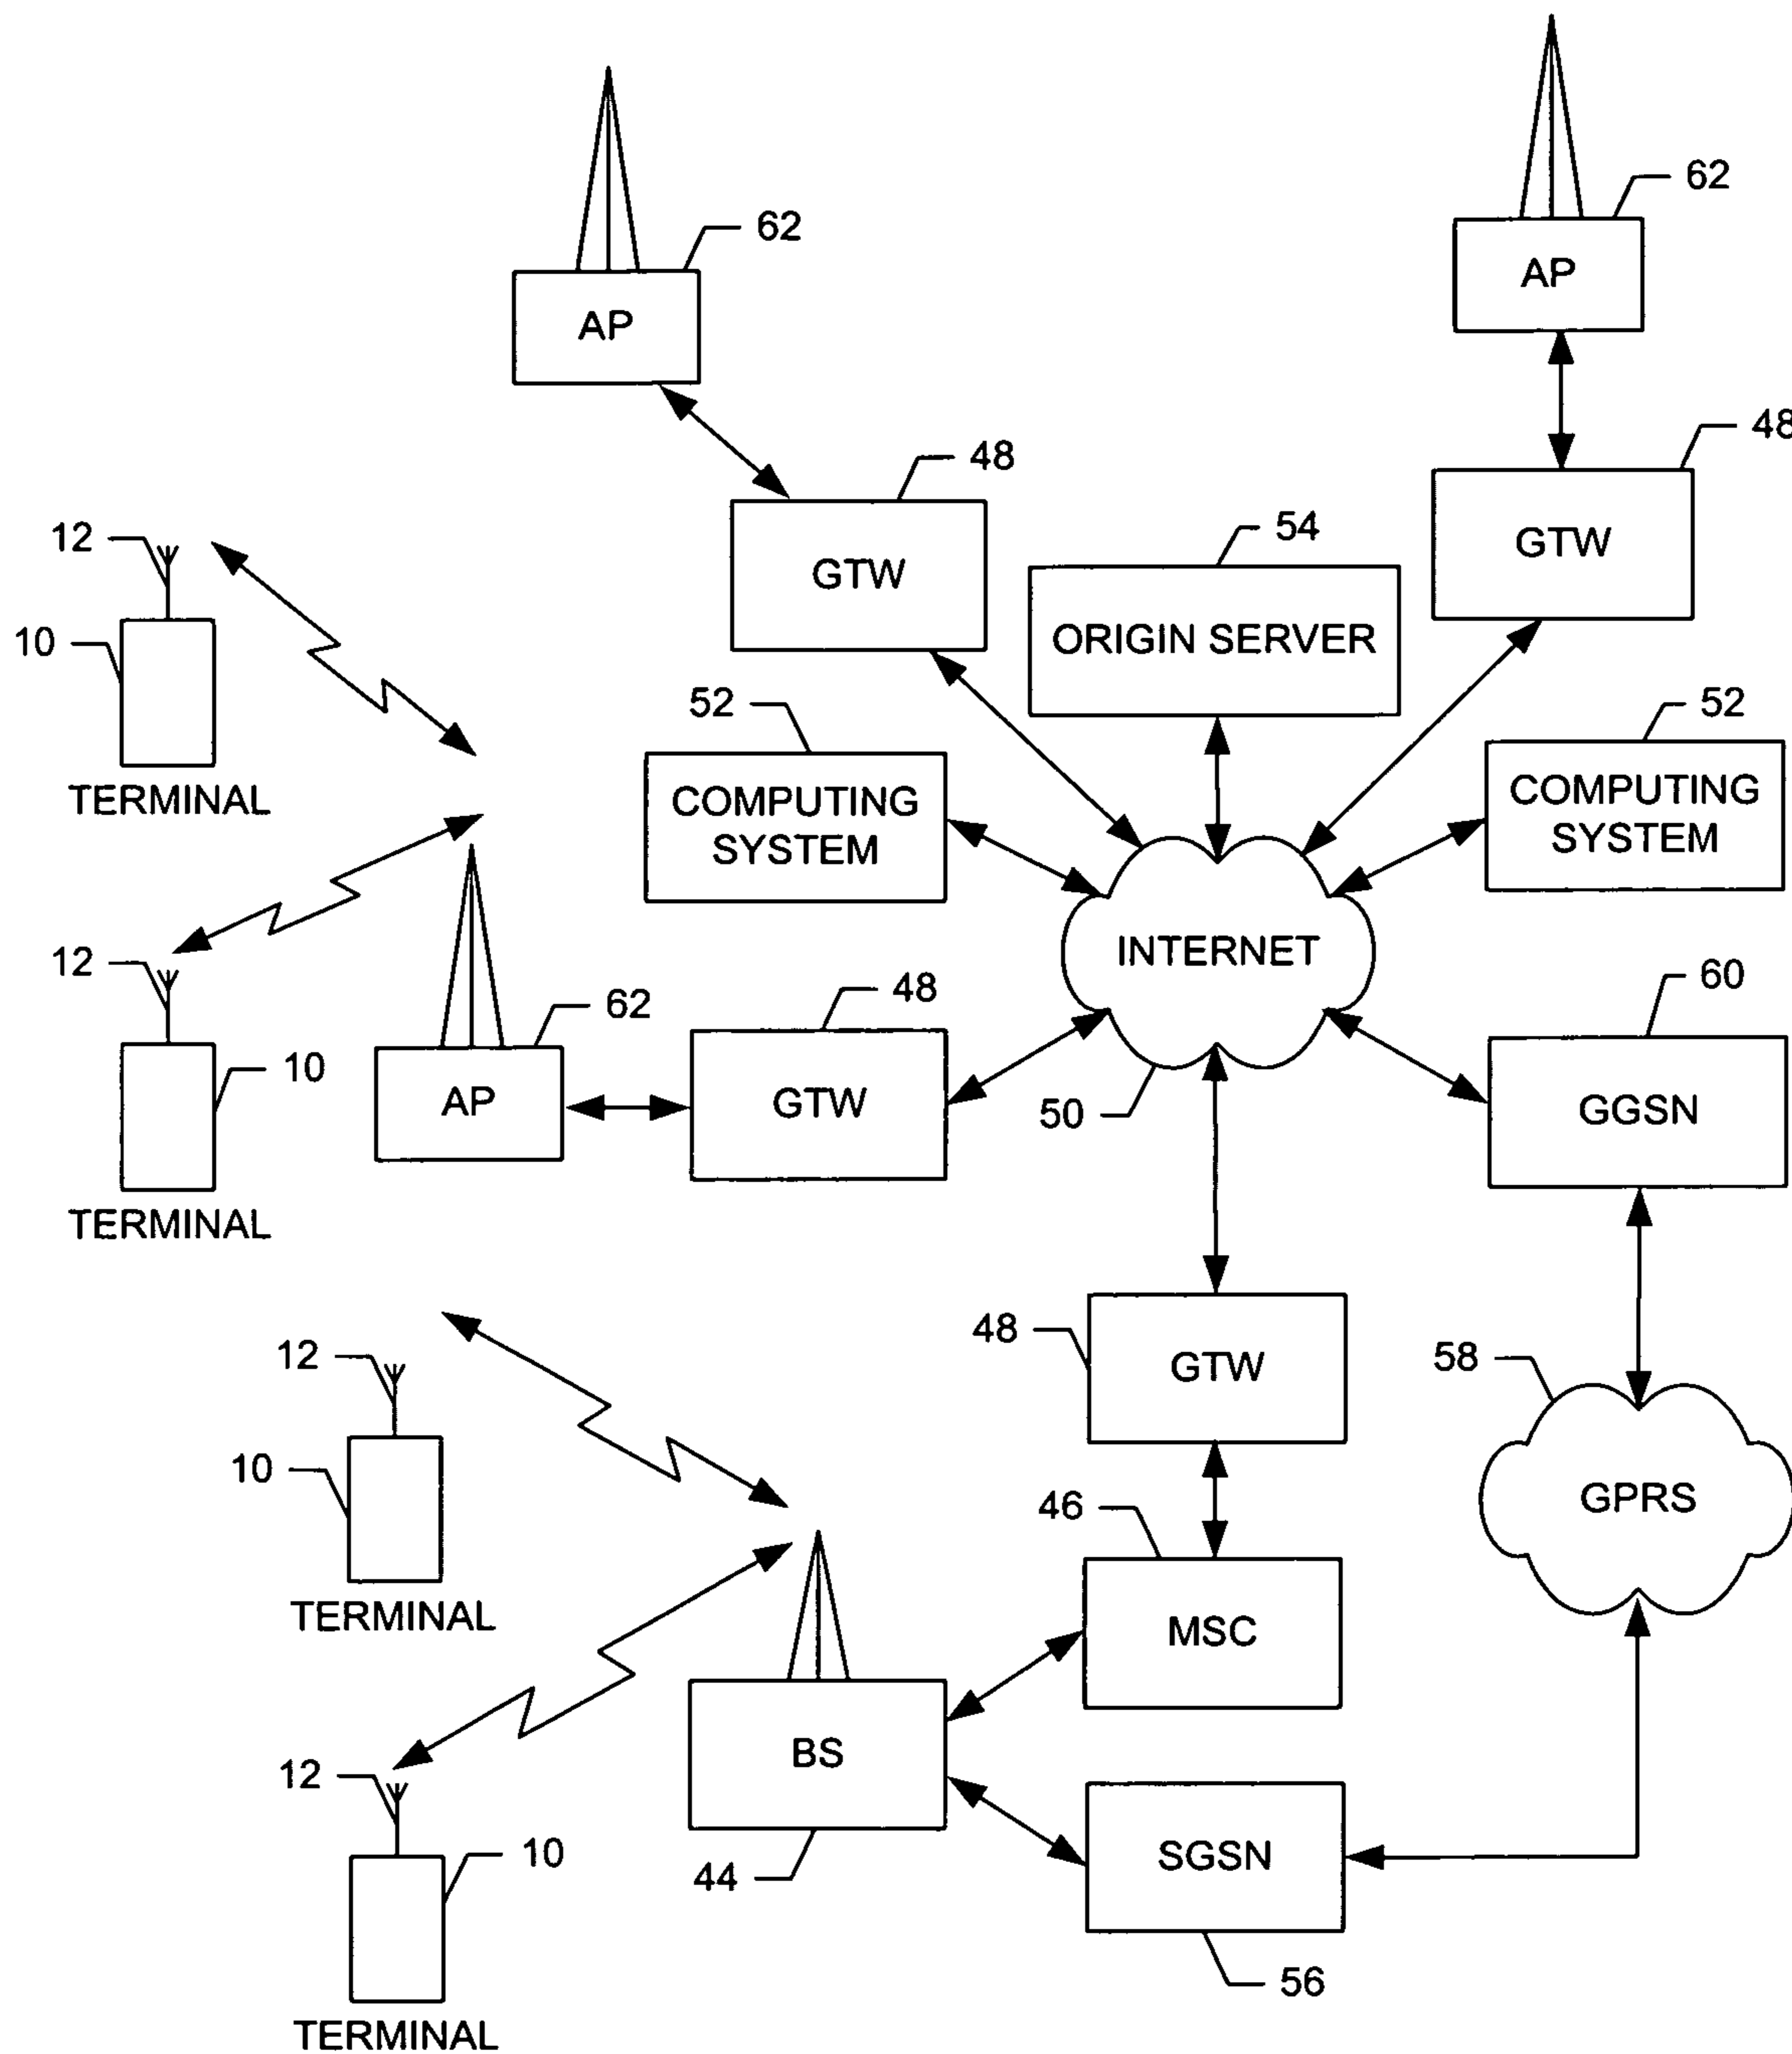 62
AP
62
AP
48
GTW
48
GTW
54
ORIGIN SERVER
12
10
TERMINAL
52
COMPUTING
SYSTEM
52
COMPUTING
SYSTEM
INTERNET
50
12
10
TERMINAL
62
AP
48
GTW
60
GGSN
48
GTW
58
GPRS
12
10
TERMINAL
46
MSC
BS
44
SGSN
56
12
10
TERMINAL